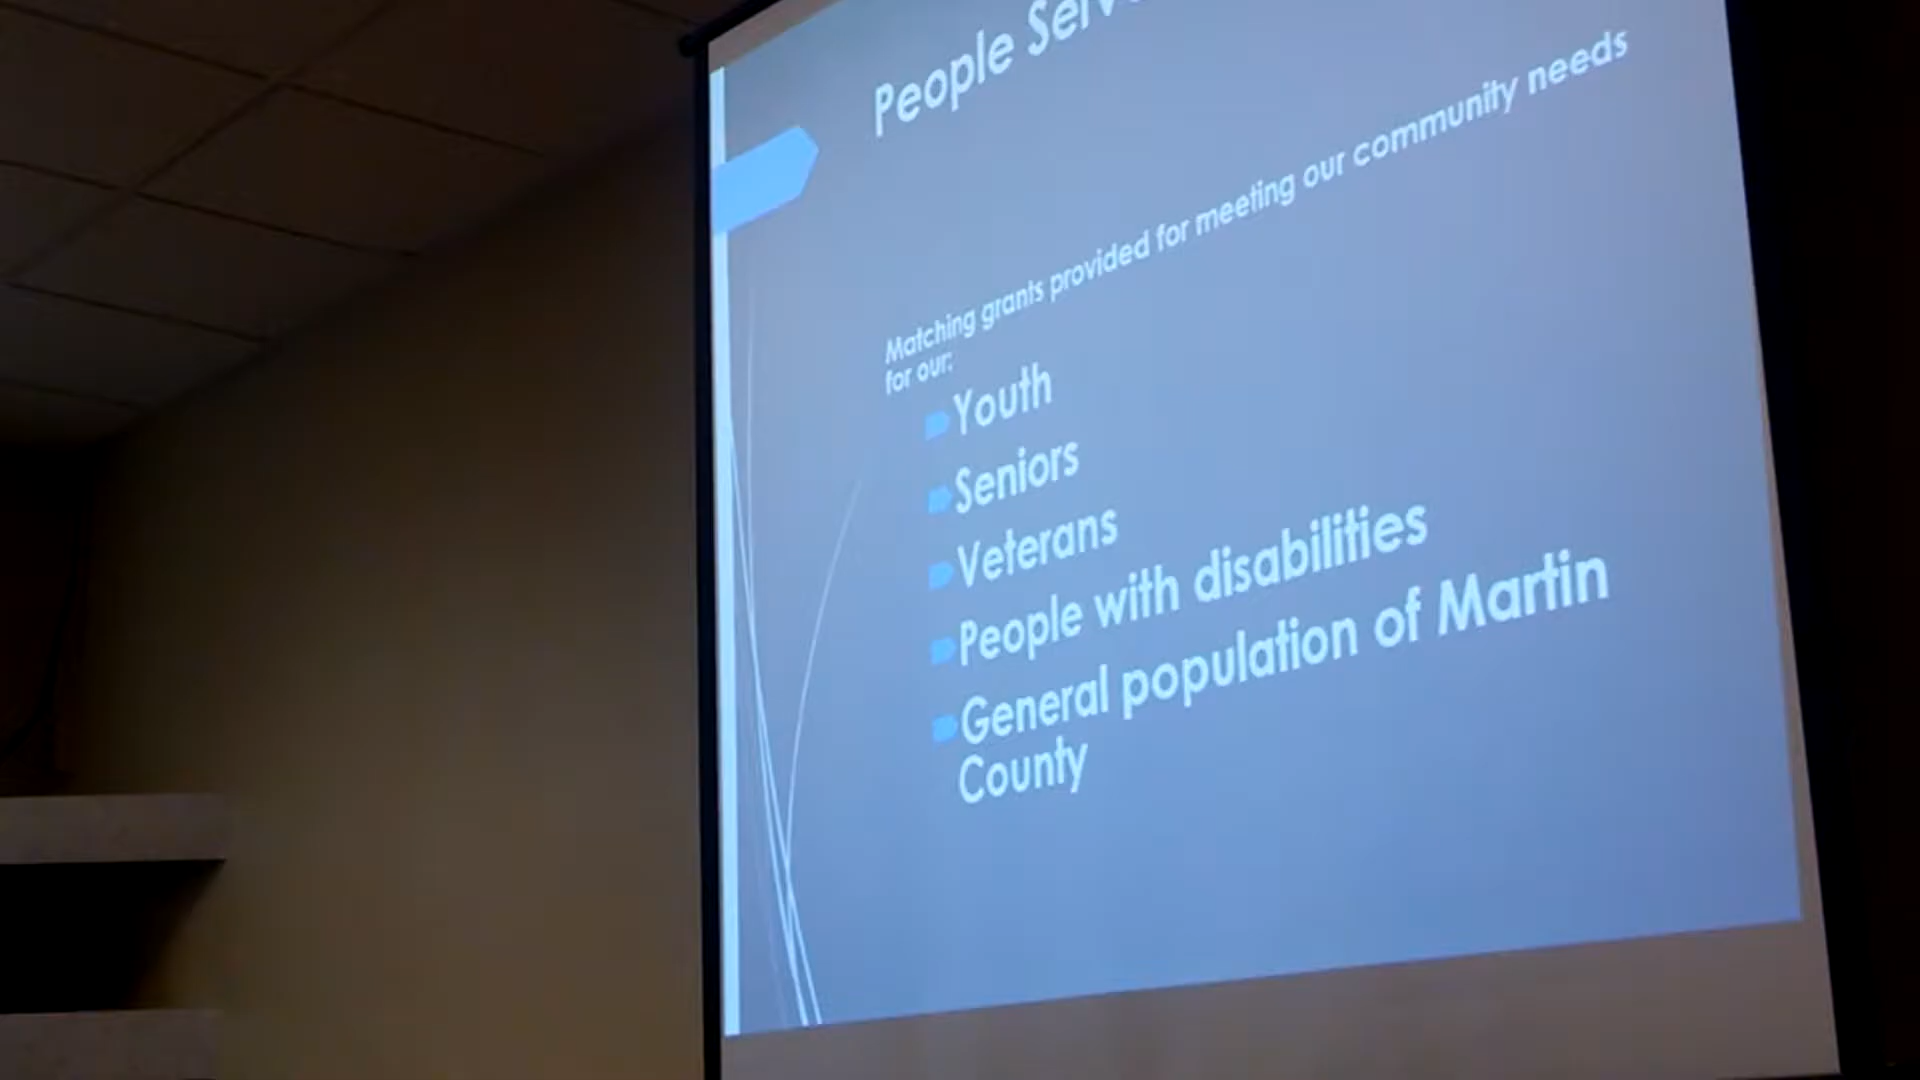 People
Matching grants provided for meeting our community needs
for our:
Youth
Seniors
Veterans
People with disabilities
General population of Martin
County